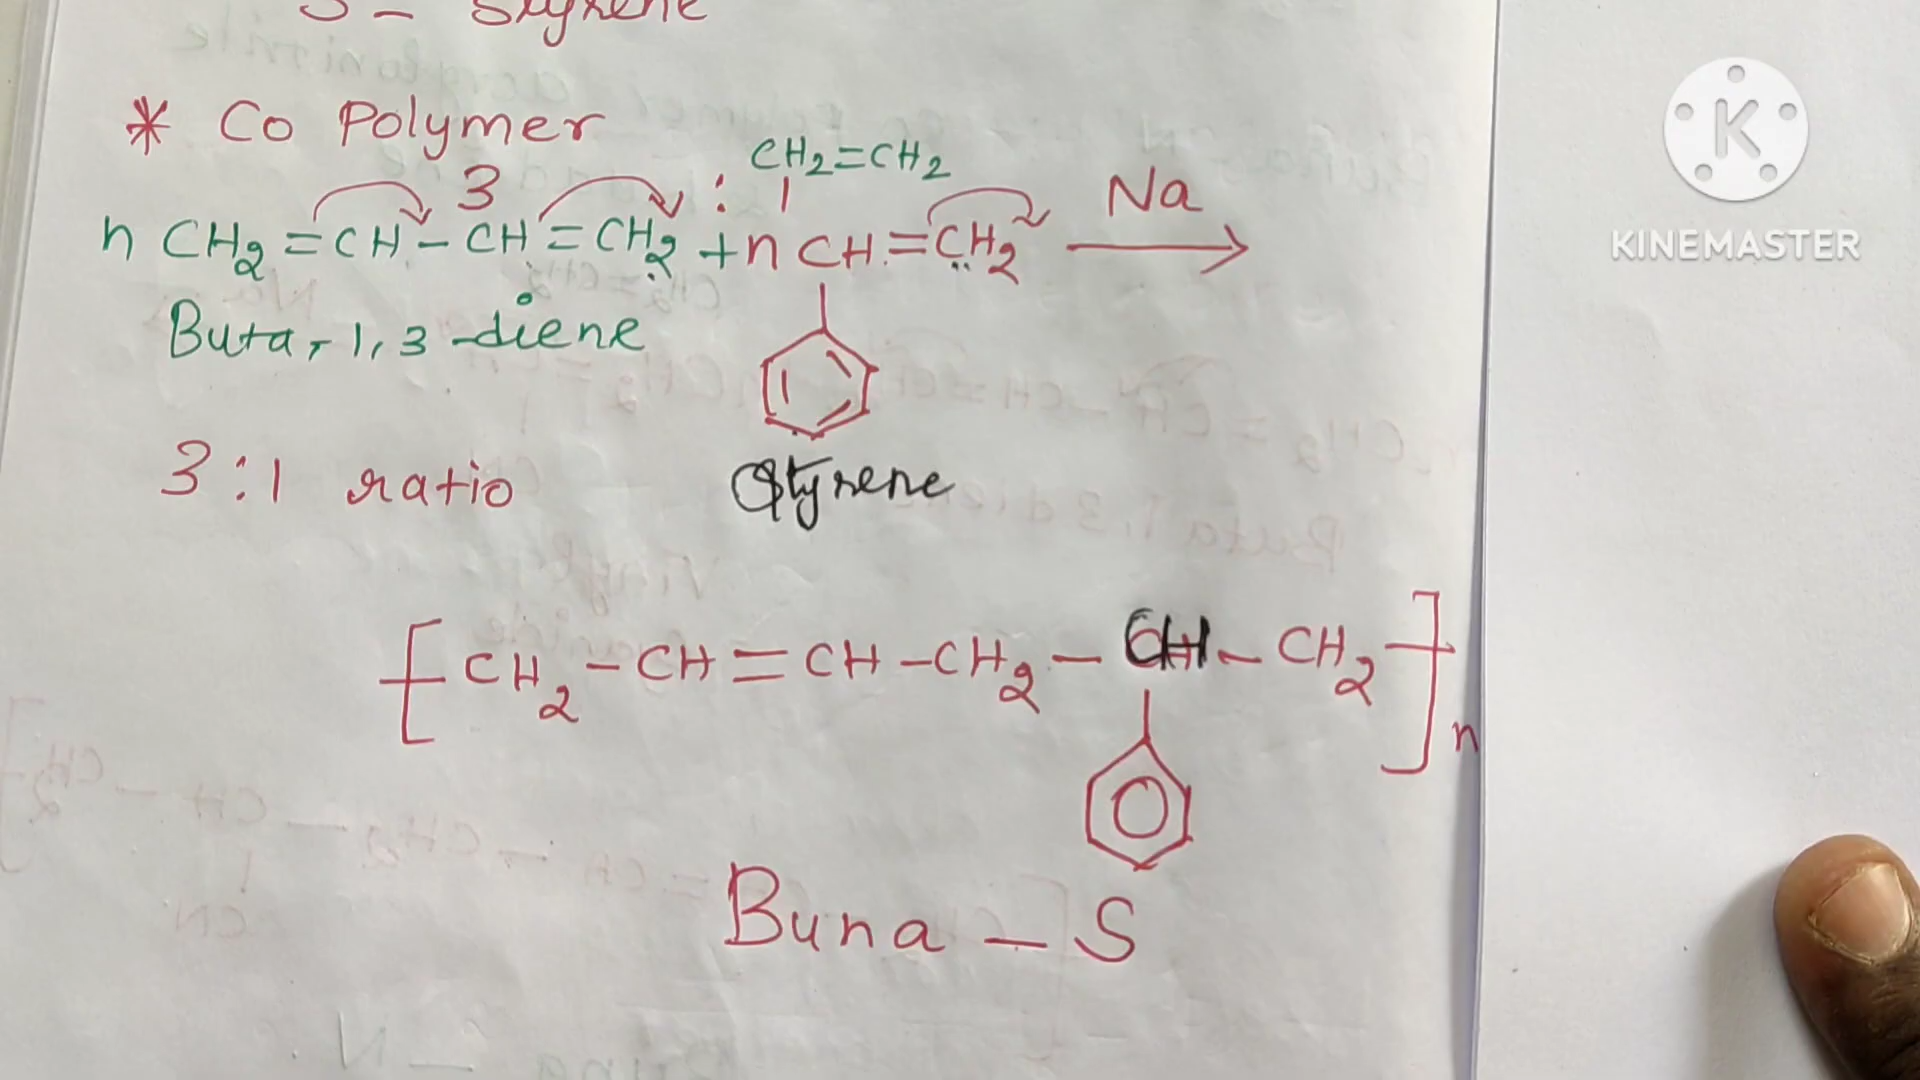 S - Styrene
* Co Polymer
CH2=CH2
3 : 1
n CH2=CH-CH=CH2 + n CH=CH2 Na
Buta, 1,3-diene
3:1 ratio Styrene
[CH2-CH=CH-CH2-CH-CH2]n
Buna-S
K
KINEMASTER